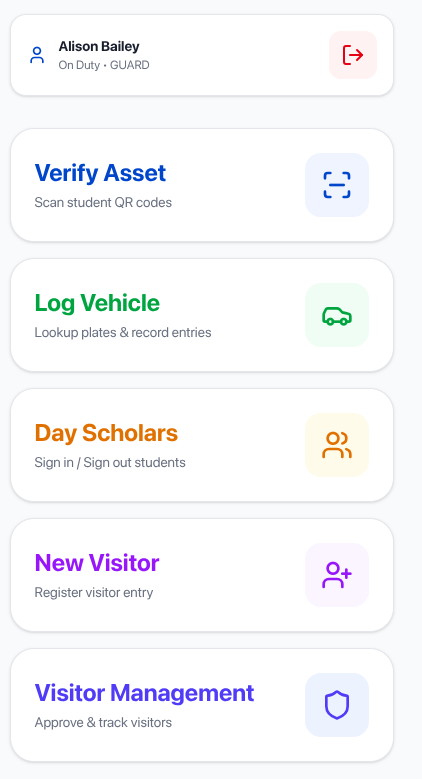 Alison Bailey
On Duty • GUARD
Verify Asset
Scan student QR codes
Log Vehicle
Lookup plates & record entries
Day Scholars
Sign in / Sign out students
New Visitor
Register visitor entry
Visitor Management
Approve & track visitors